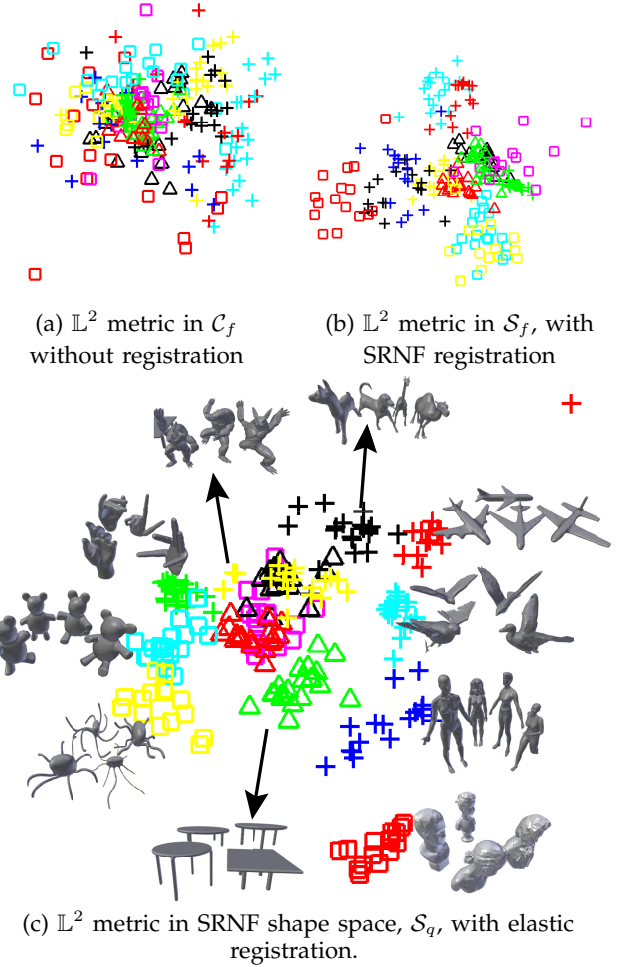 (a) 𝕃² metric in 𝒞_f
without registration
(b) 𝕃² metric in 𝒮_f, with
SRNF registration
(c) 𝕃² metric in SRNF shape space, 𝒮_q, with elastic
registration.